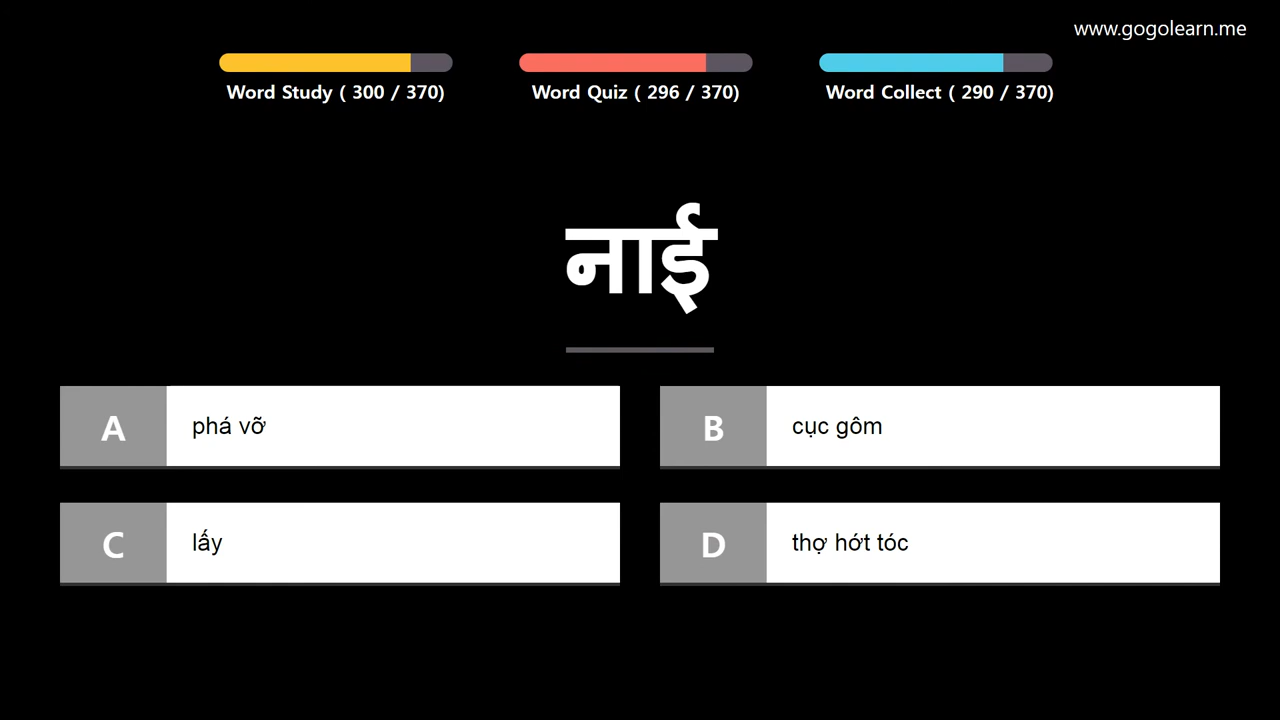 www.gogolearn.me
Word Study ( 300 / 370)
Word Quiz ( 296 / 370)
Word Collect ( 290 / 370)
नाई
A phá vỡ
B cục gôm
C lấy
D thợ hớt tóc